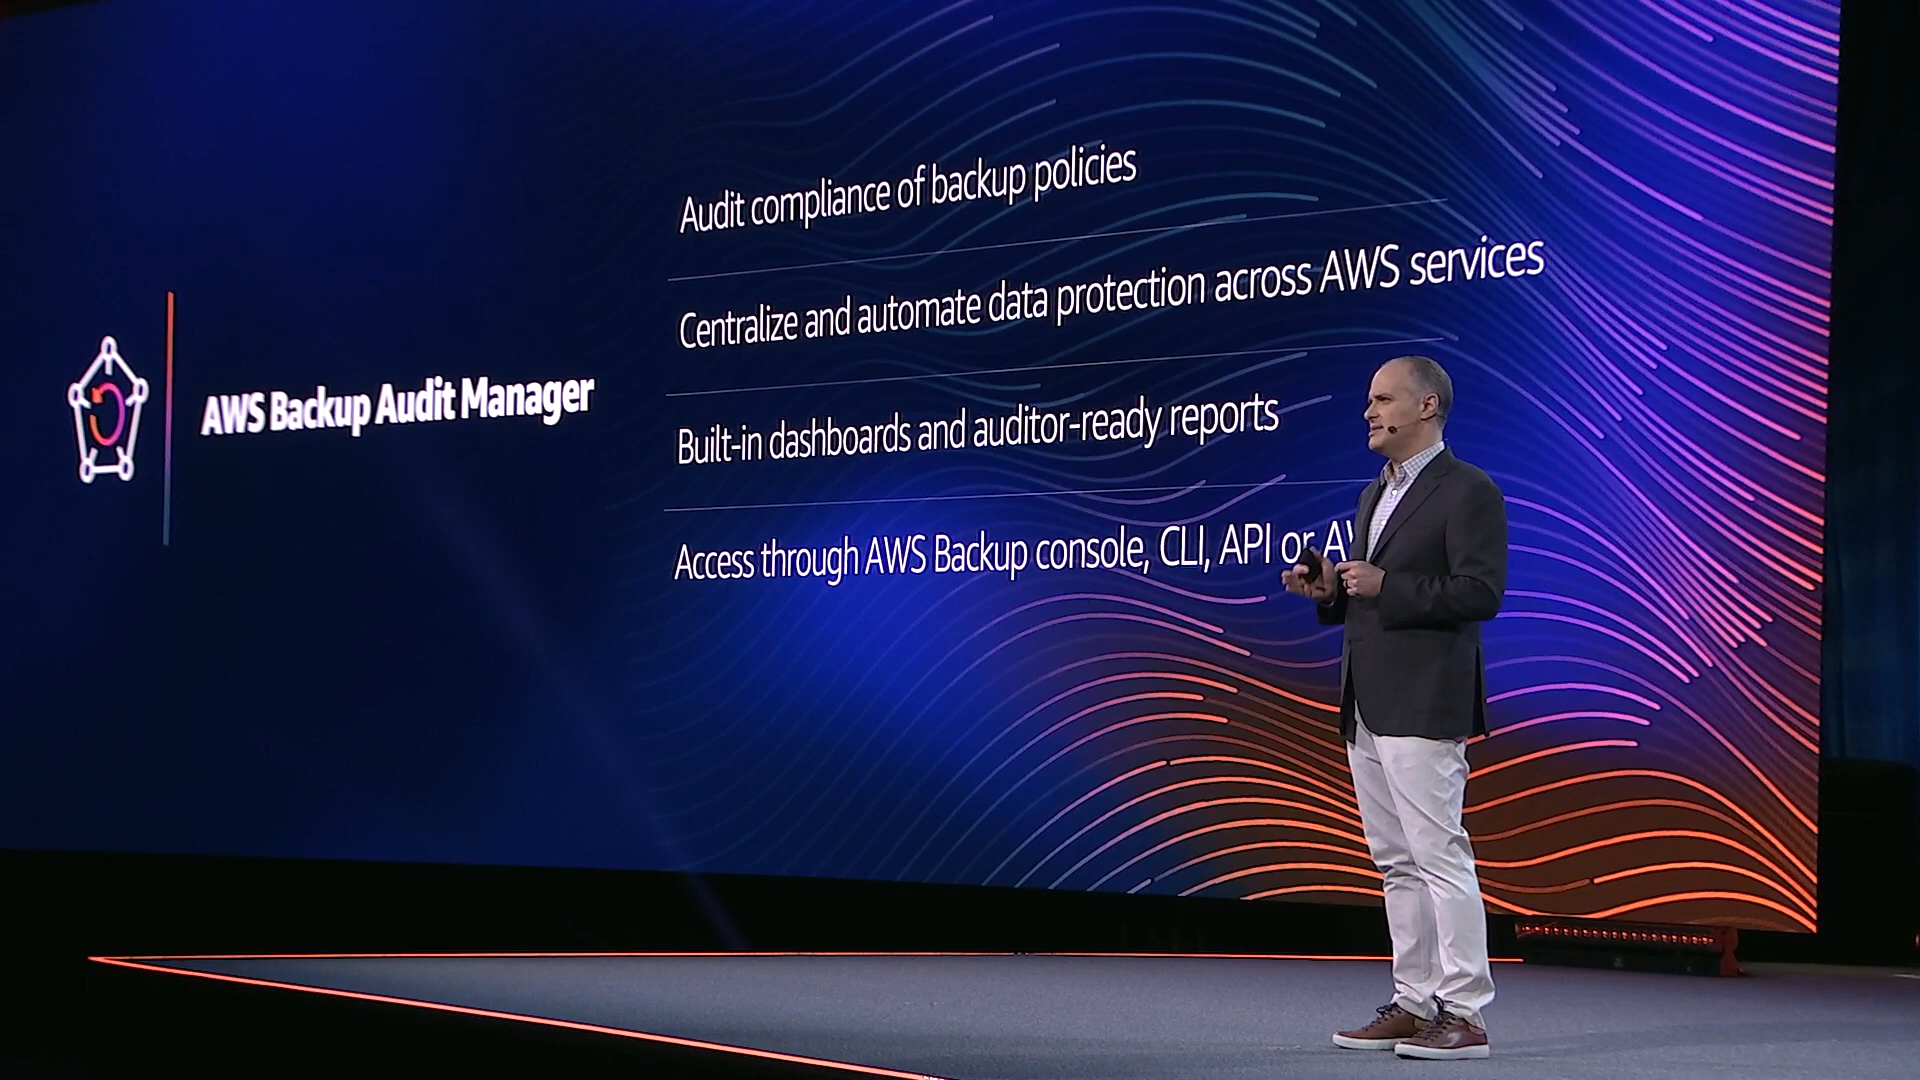 AWS Backup Audit Manager
Audit compliance of backup policies
Centralize and automate data protection across AWS services
Built-in dashboards and auditor-ready reports
Access through AWS Backup console, CLI, API or